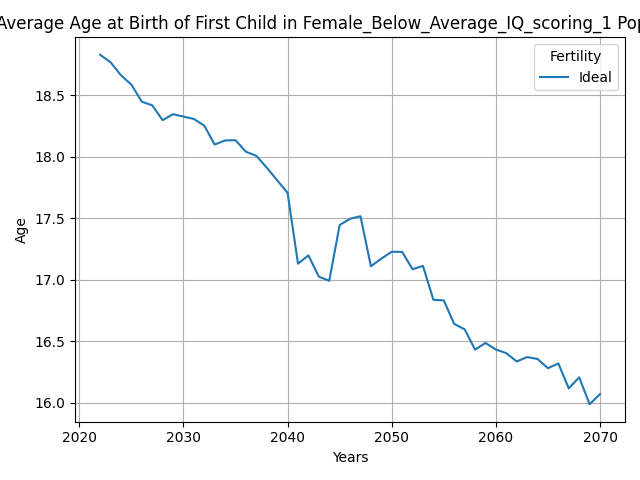 Average Age at Birth of First Child in Female_Below_Average_IQ_scoring_1
Fertility
Ideal
18.5
18.0
17.5
17.0
16.5
16.0
Age
2020 2030 2040 2050 2060 2070
Years